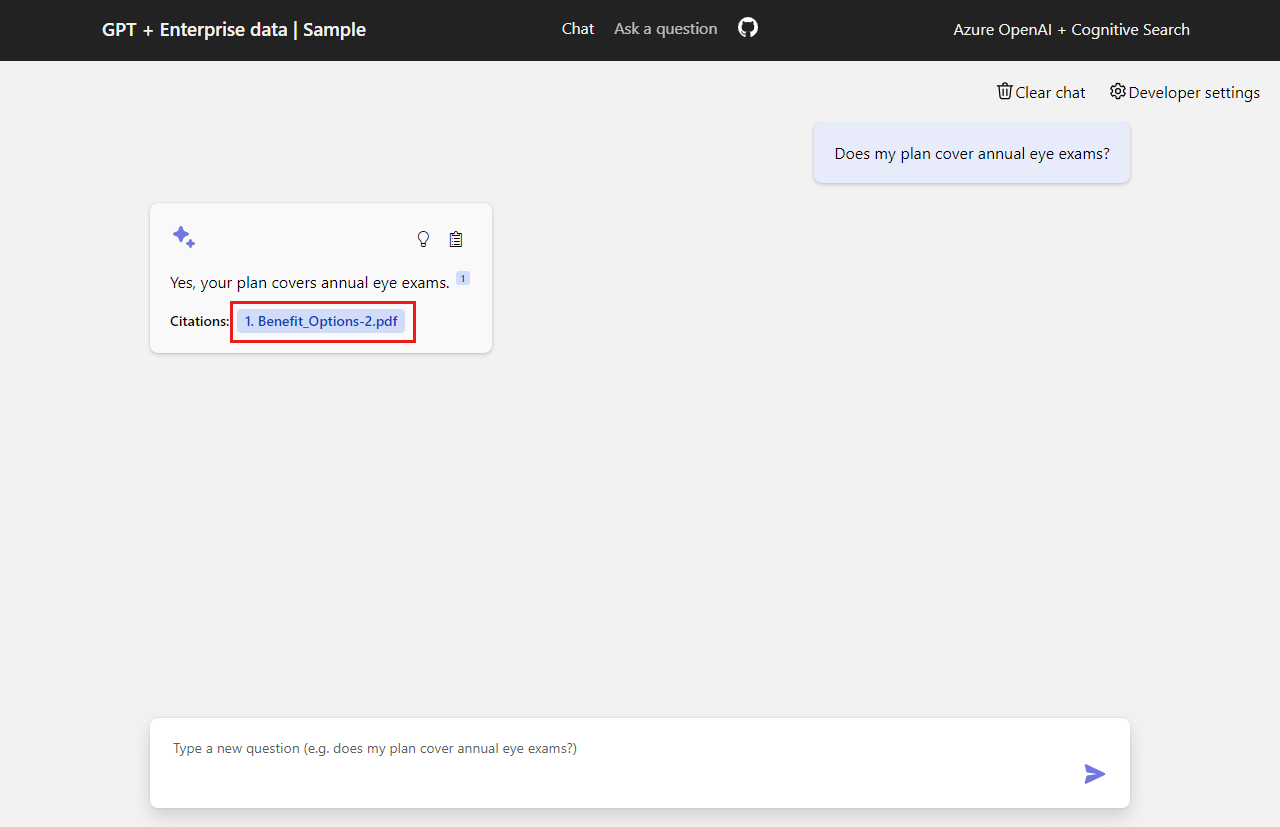 GPT + Enterprise data | Sample
Chat
Ask a question
Azure OpenAI + Cognitive Search
Clear chat
Developer settings
Does my plan cover annual eye exams?
Yes, your plan covers annual eye exams. 1
Citations: 1. Benefit_Options-2.pdf
Type a new question (e.g. does my plan cover annual eye exams?)